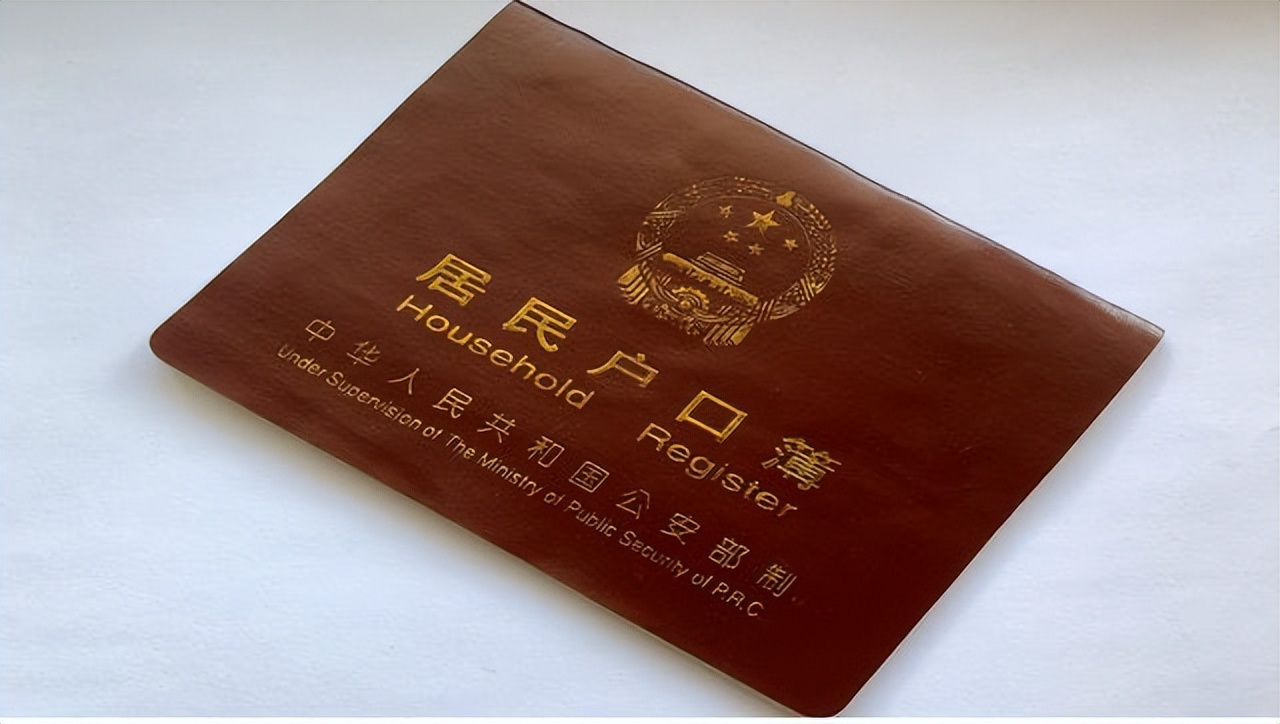 居民户口簿
Household Register
中华人民共和国公安部制
Under Supervision of The Ministry of Public Security of P.R.C.